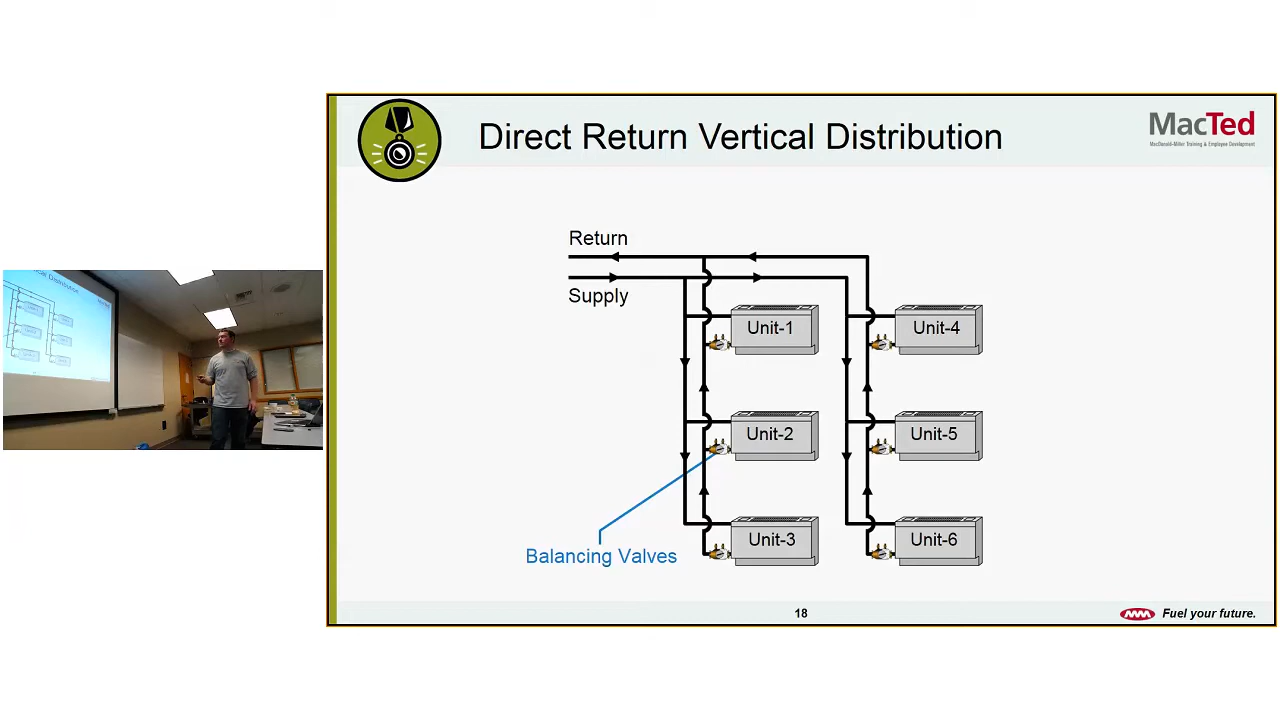 Direct Return Vertical Distribution
MacTed
MacDonald-Miller Training & Employee Development
Return
Supply
Unit-1
Unit-4
Unit-2
Unit-5
Unit-3
Unit-6
Balancing Valves
18
Fuel your future.